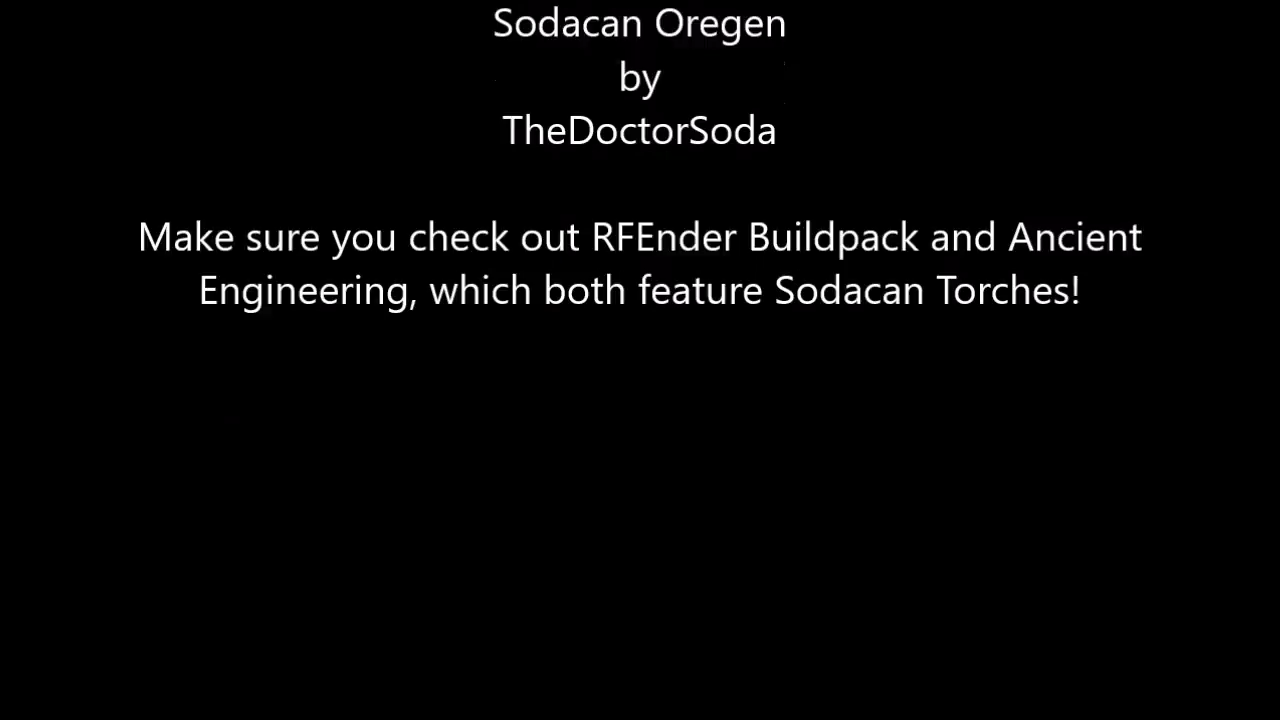 Sodacan Oregen
by
TheDoctorSoda
Make sure you check out RFEnder Buildpack and Ancient
Engineering, which both feature Sodacan Torches!